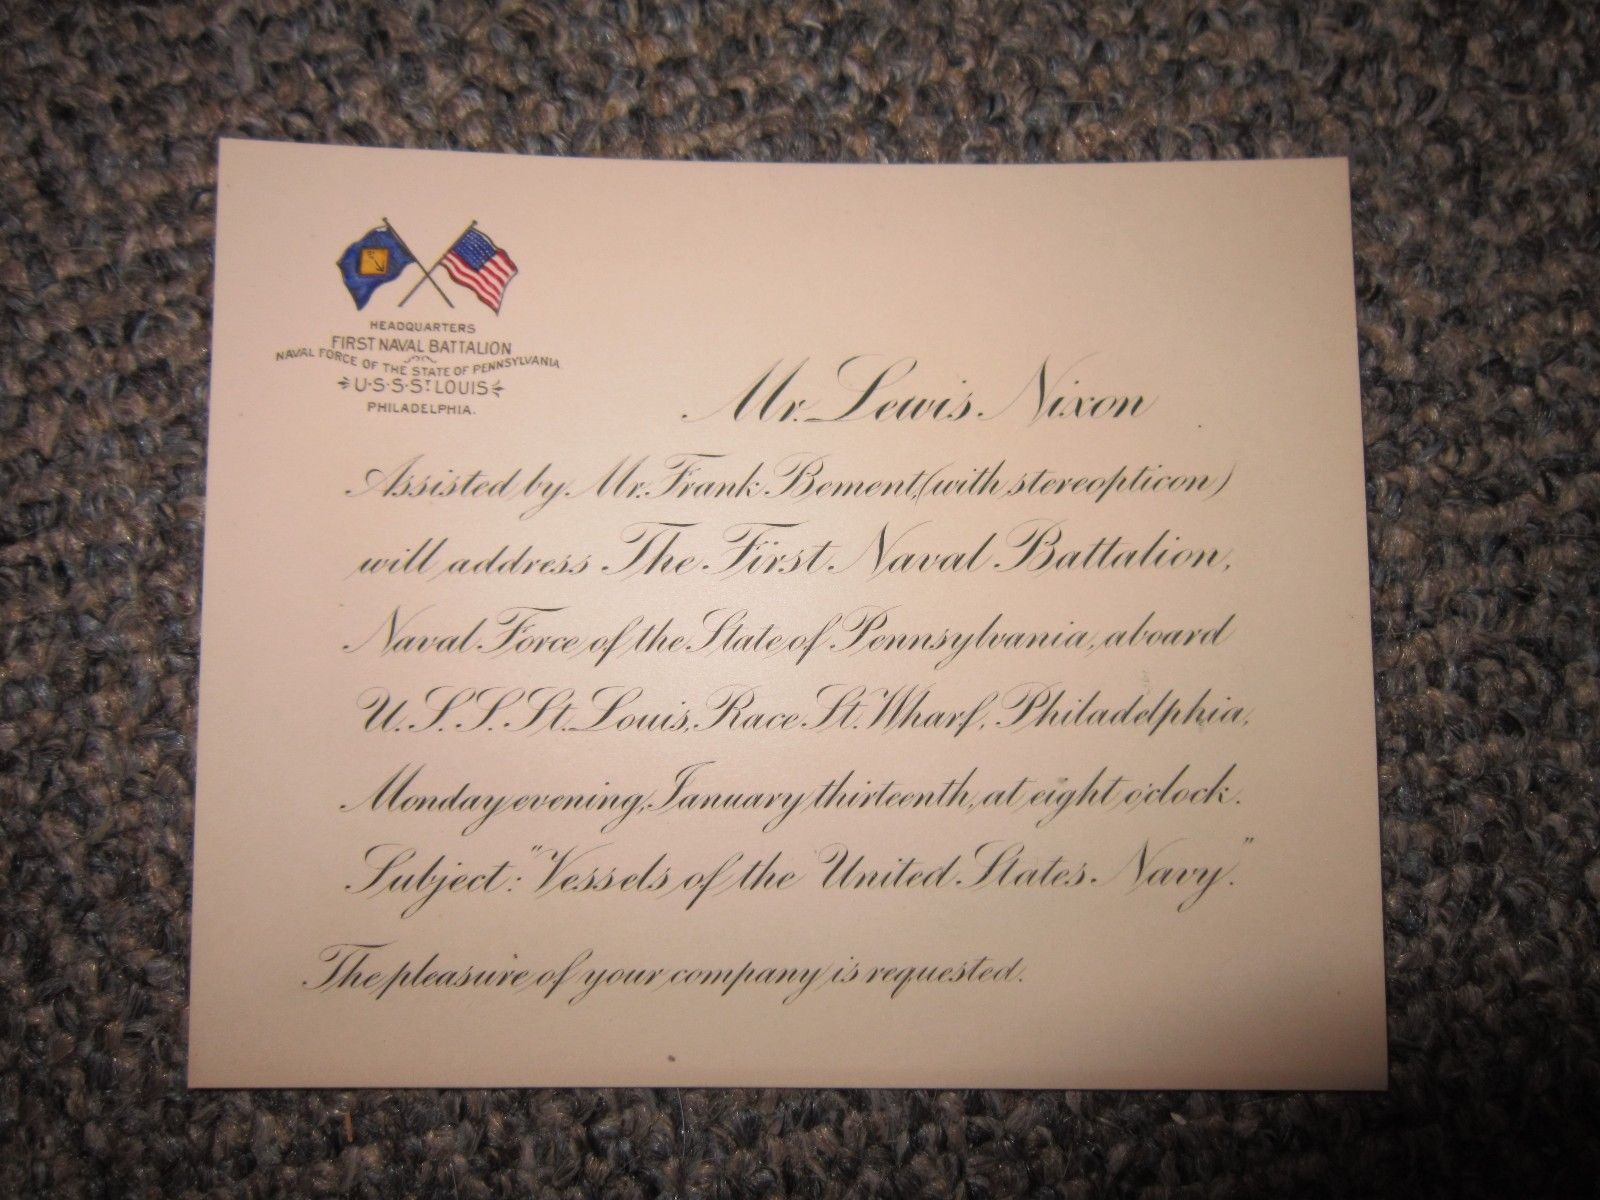 HEADQUARTERS
FIRST NAVAL BATTALION
NAVAL FORCE OF THE STATE OF PENNSYLVANIA
U·S·S·ST LOUIS
PHILADELPHIA.
Mr. Lewis Nixon
Assisted by Mr. Frank Bement, (with stereopticon)
will address The First Naval Battalion,
Naval Force of the State of Pennsylvania, aboard
U.S.S. St. Louis, Race St. Wharf, Philadelphia,
Monday evening, January thirteenth, at eight o'clock.
Subject: "Vessels of the United States Navy."
The pleasure of your company is requested.